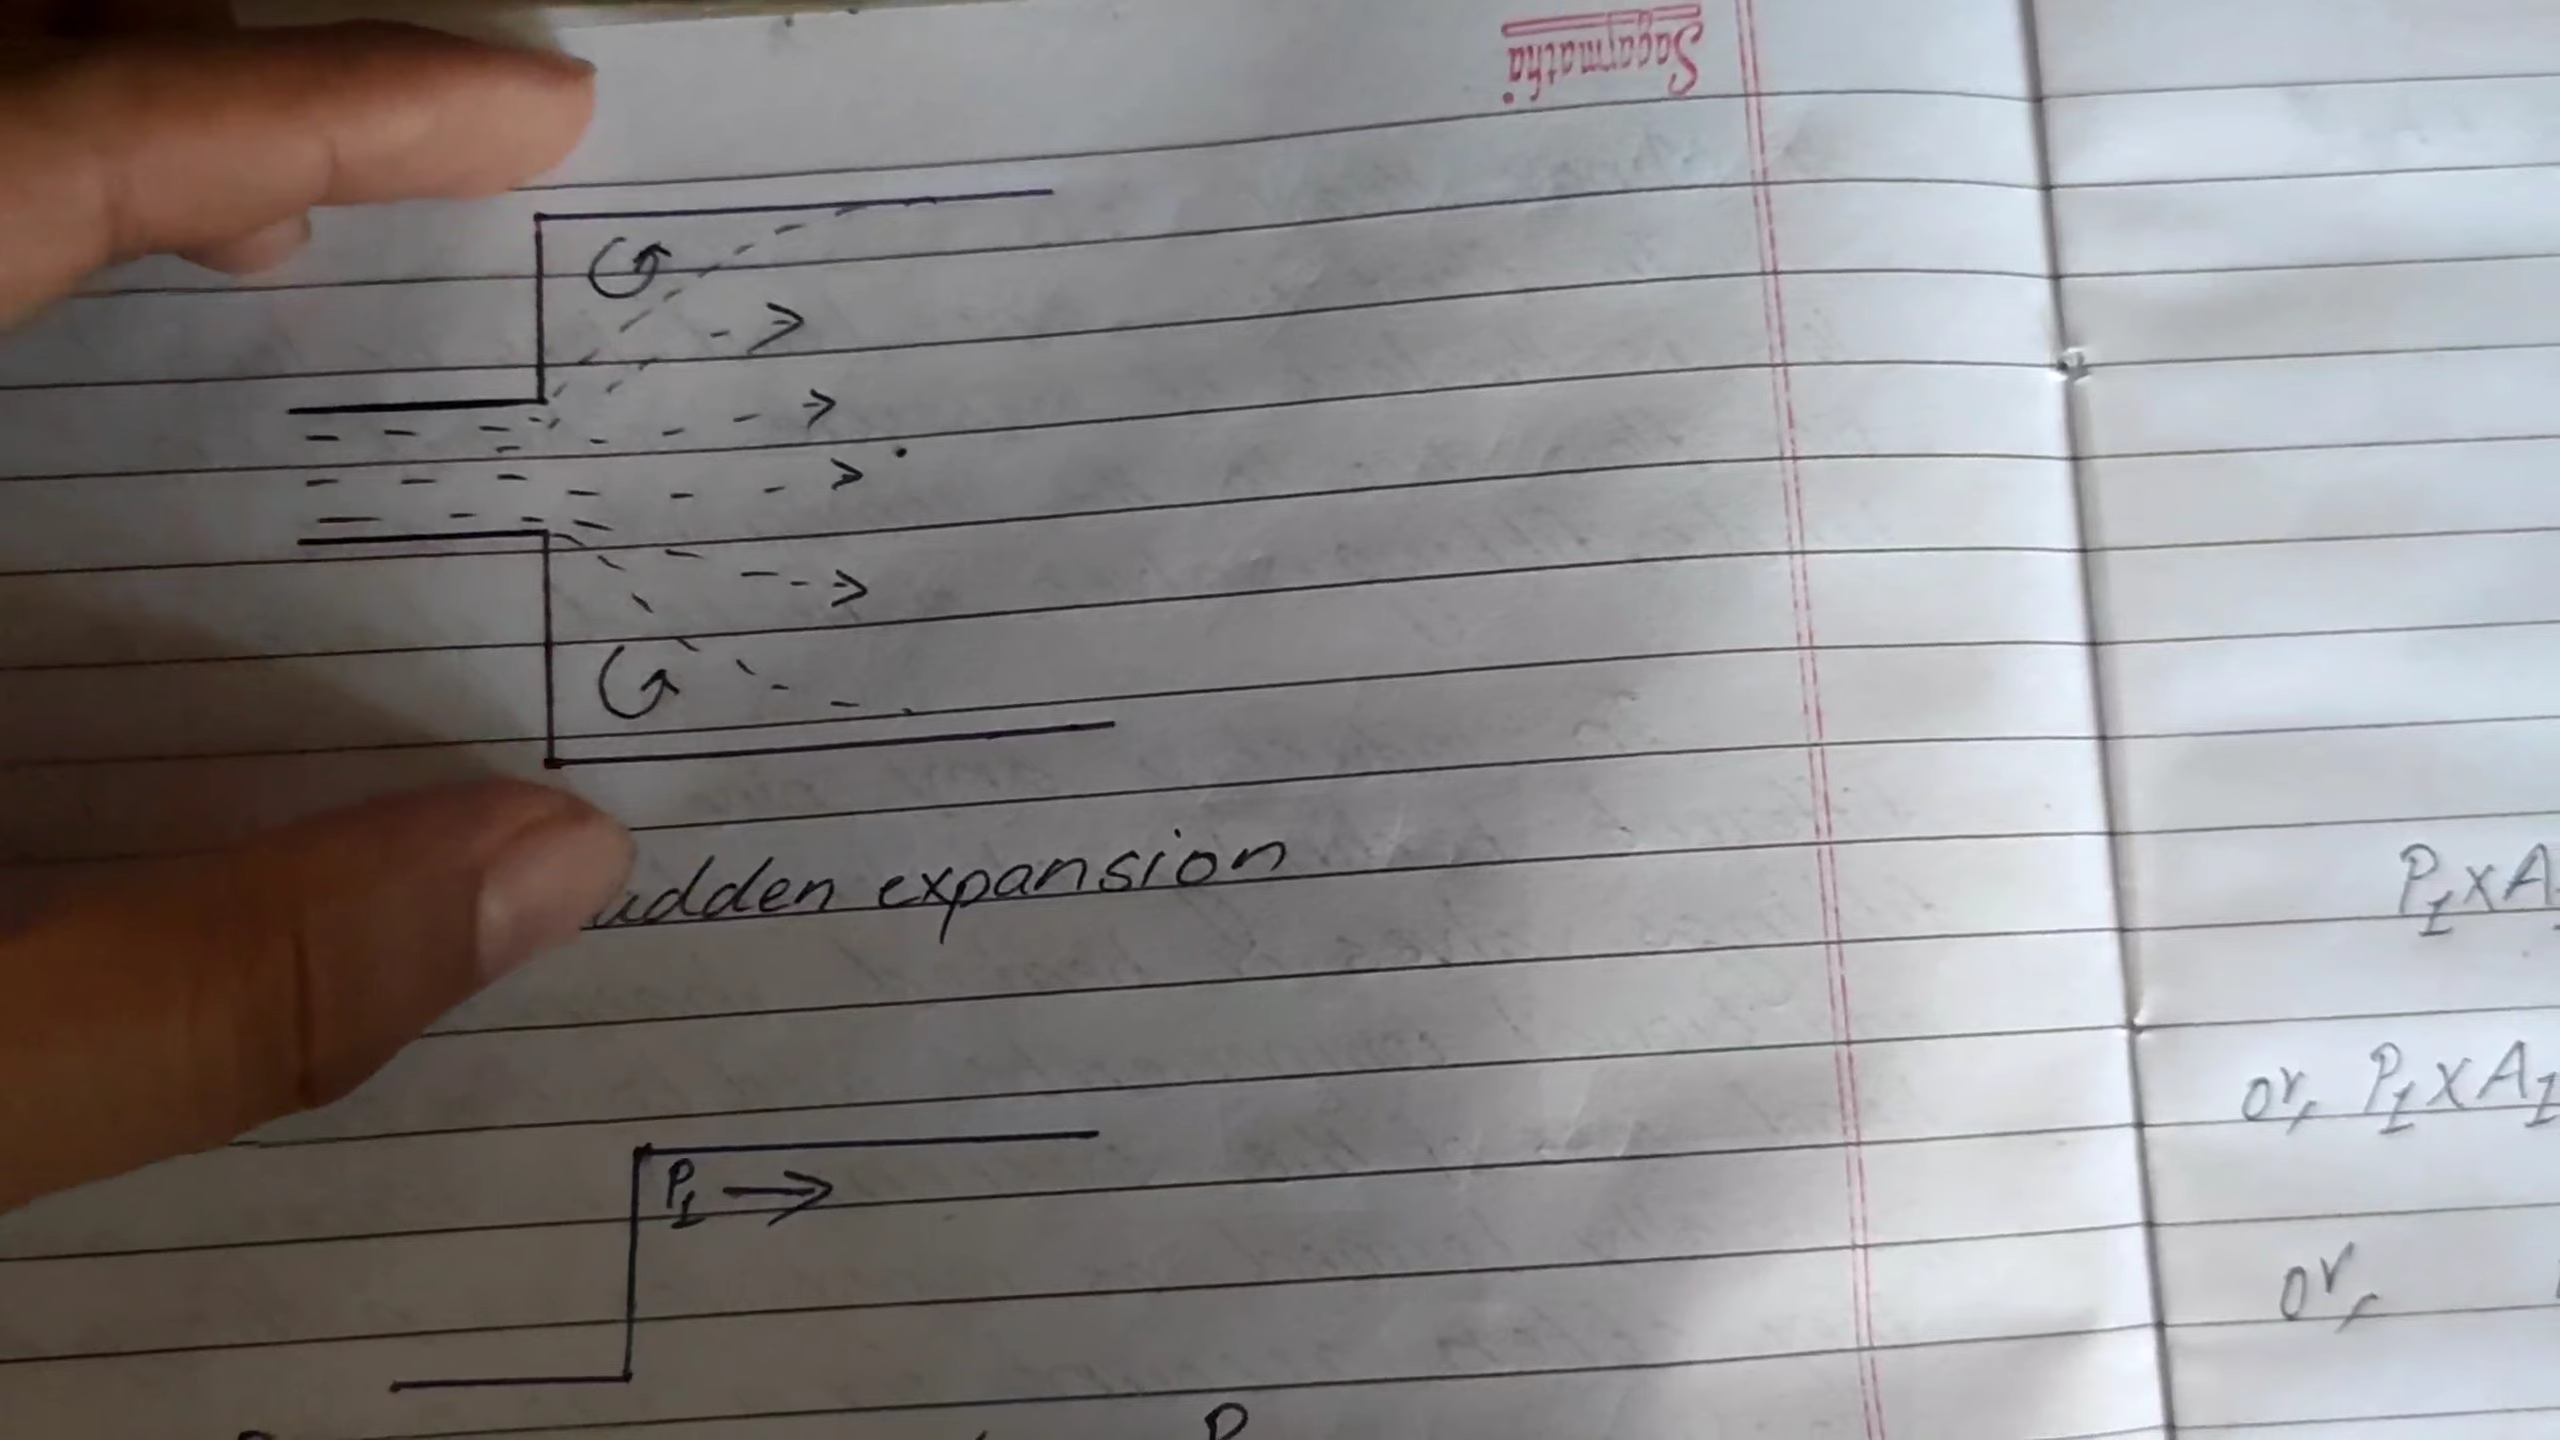 Sagarmatha
udden expansion
P1 x A
or, P1 x A1
P1
or,
P